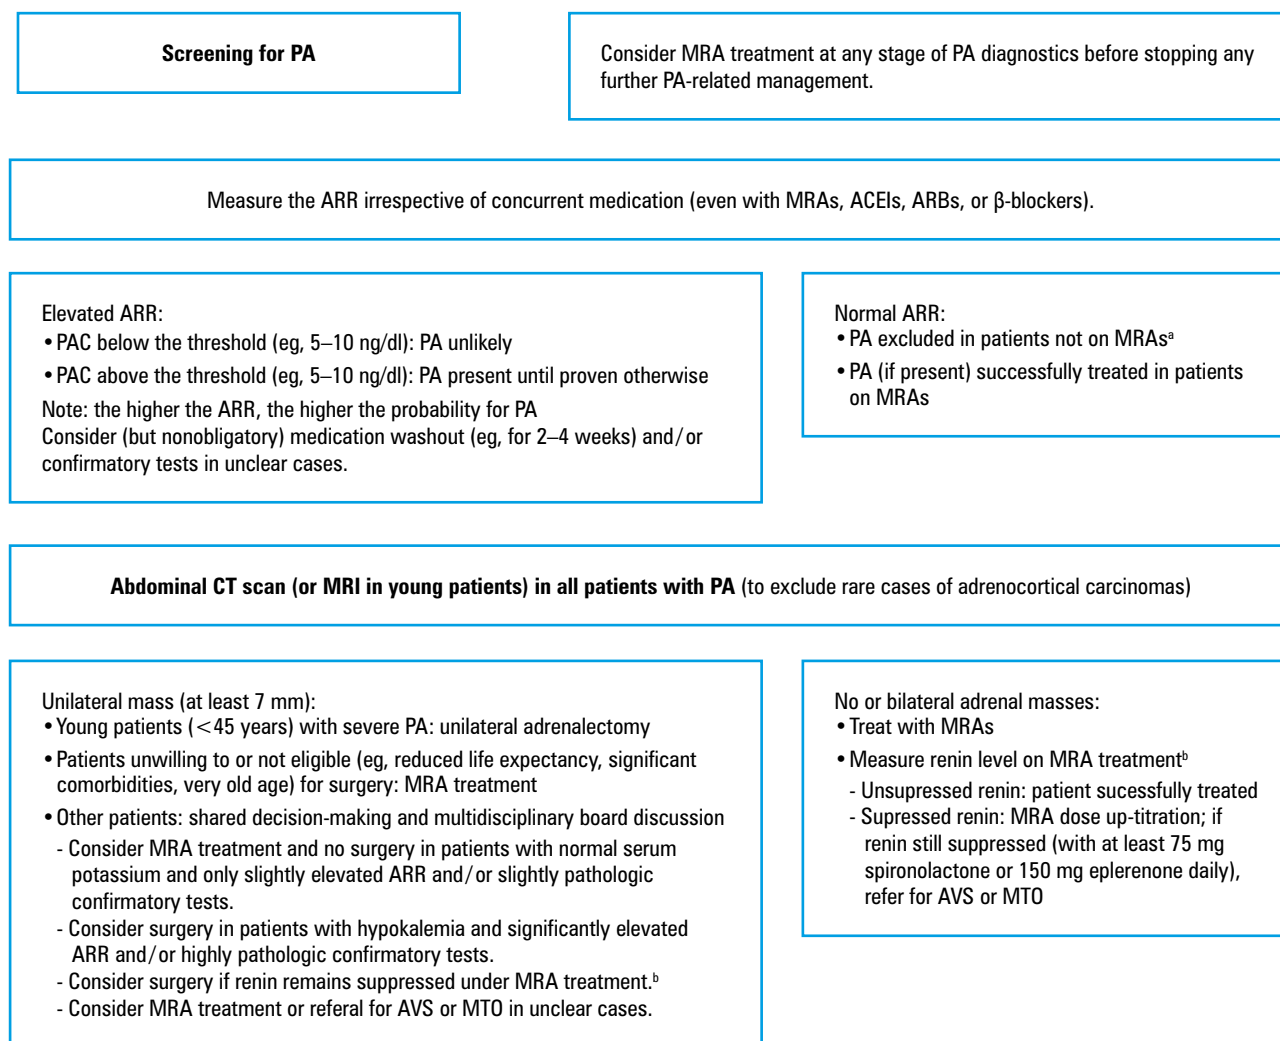 Screening for PA
Consider MRA treatment at any stage of PA diagnostics before stopping any
further PA-related management.
Measure the ARR irrespective of concurrent medication (even with MRAs, ACEIs, ARBs, or β-blockers).
Elevated ARR:
• PAC below the threshold (eg, 5–10 ng/dl): PA unlikely
• PAC above the threshold (eg, 5–10 ng/dl): PA present until proven otherwise
Note: the higher the ARR, the higher the probability for PA
Consider (but nonobligatory) medication washout (eg, for 2–4 weeks) and/or
confirmatory tests in unclear cases.
Normal ARR:
• PA excluded in patients not on MRAsᵃ
• PA (if present) successfully treated in patients
on MRAs
Abdominal CT scan (or MRI in young patients) in all patients with PA (to exclude rare cases of adrenocortical carcinomas)
Unilateral mass (at least 7 mm):
• Young patients (<45 years) with severe PA: unilateral adrenalectomy
• Patients unwilling to or not eligible (eg, reduced life expectancy, significant
comorbidities, very old age) for surgery: MRA treatment
• Other patients: shared decision-making and multidisciplinary board discussion
- Consider MRA treatment and no surgery in patients with normal serum
potassium and only slightly elevated ARR and/or slightly pathologic
confirmatory tests.
- Consider surgery in patients with hypokalemia and significantly elevated
ARR and/or highly pathologic confirmatory tests.
- Consider surgery if renin remains suppressed under MRA treatment.ᵇ
- Consider MRA treatment or referal for AVS or MTO in unclear cases.
No or bilateral adrenal masses:
• Treat with MRAs
• Measure renin level on MRA treatmentᵇ
- Unsupressed renin: patient sucessfully treated
- Supressed renin: MRA dose up-titration; if
renin still suppressed (with at least 75 mg
spironolactone or 150 mg eplerenone daily),
refer for AVS or MTO